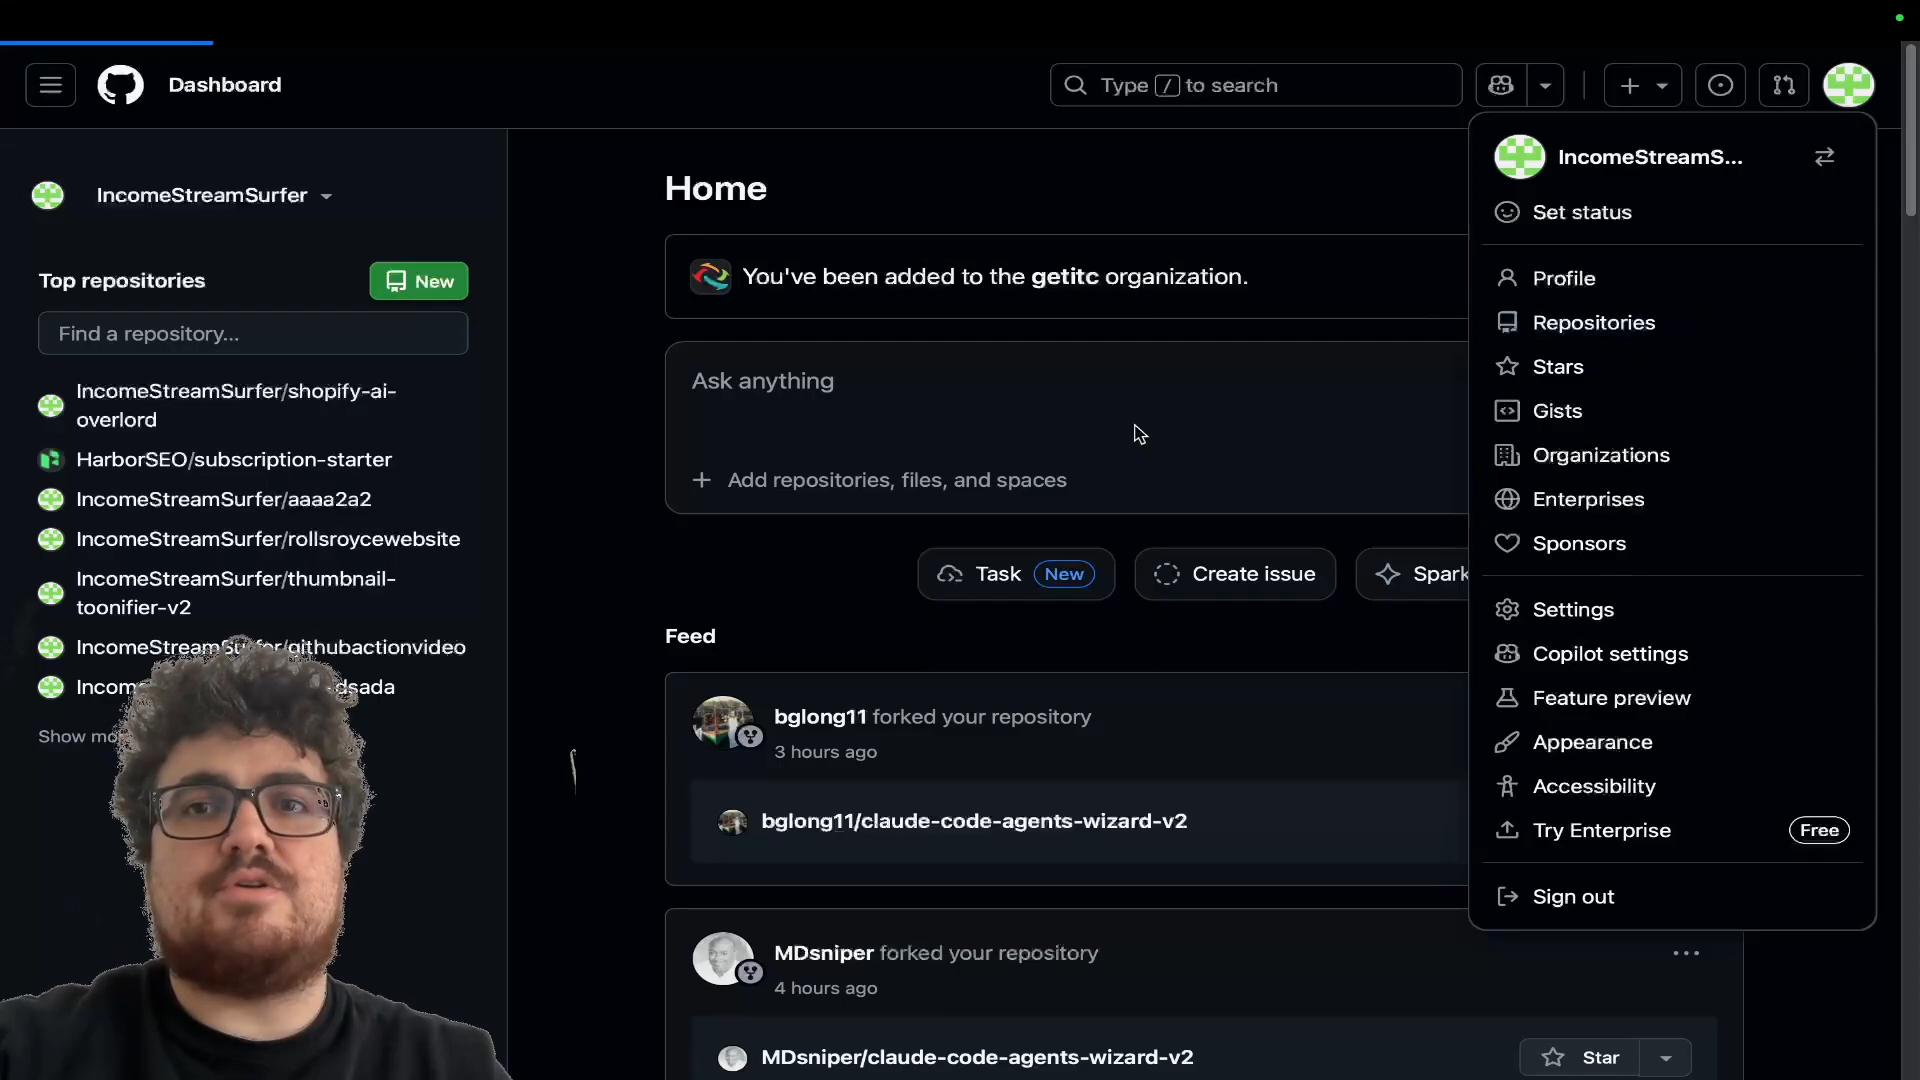 Dashboard
Type / to search
IncomeStreamSurfer
Top repositories
New
Find a repository...
IncomeStreamSurfer/shopify-ai-
overlord
HarborSEO/subscription-starter
IncomeStreamSurfer/aaaa2a2
IncomeStreamSurfer/rollsroycewebsite
IncomeStreamSurfer/thumbnail-
toonifier-v2
IncomeStreamSurfer/githubactionvideo
dsada
Home
You've been added to the getitc organization.
Ask anything
Add repositories, files, and spaces
Task New
Create issue
Spark
Feed
bglong11 forked your repository
3 hours ago
bglong11/claude-code-agents-wizard-v2
MDsniper forked your repository
4 hours ago
MDsniper/claude-code-agents-wizard-v2
Star
IncomeStreamS...
Set status
Profile
Repositories
Stars
Gists
Organizations
Enterprises
Sponsors
Settings
Copilot settings
Feature preview
Appearance
Accessibility
Try Enterprise
Free
Sign out